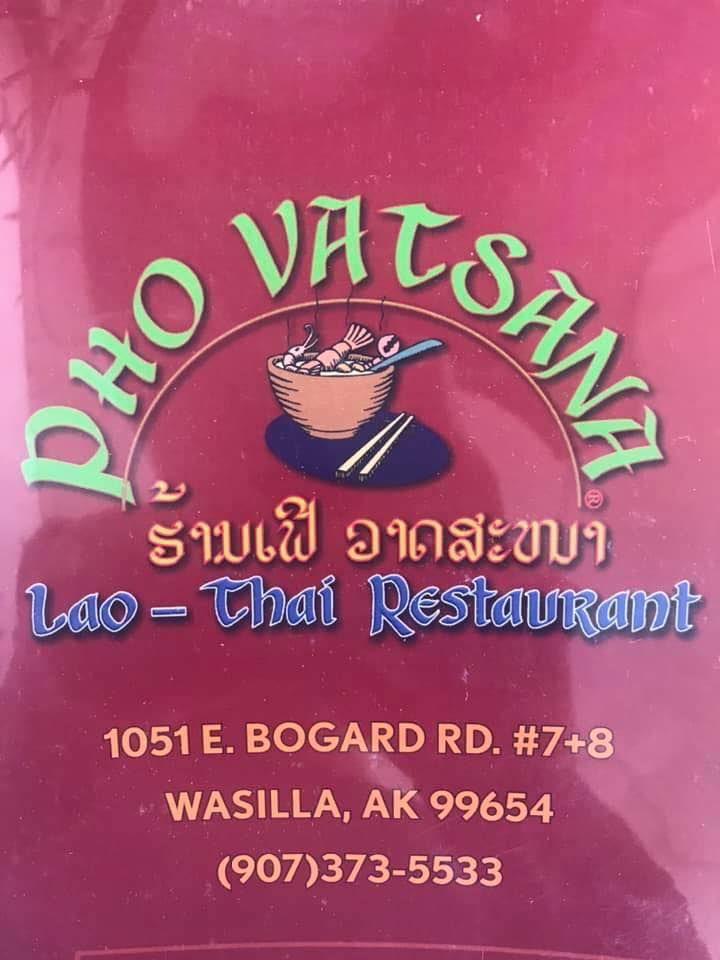 PHO VATSANA ®
ຮ້ານເຝີ ວາດສະໜາ
Lao – Thai Restaurant
1051 E. BOGARD RD. #7+8
WASILLA, AK 99654
(907)373-5533